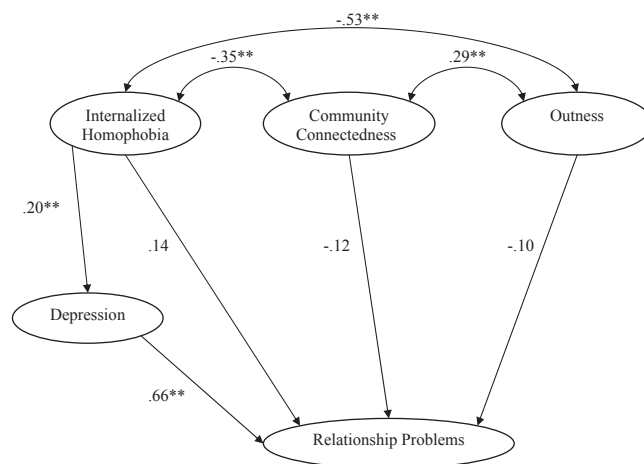 -.53**
-.35**
.29**
Internalized
Homophobia
Community
Connectedness
Outness
.20**
.14
-.12
-.10
Depression
.66**
Relationship Problems